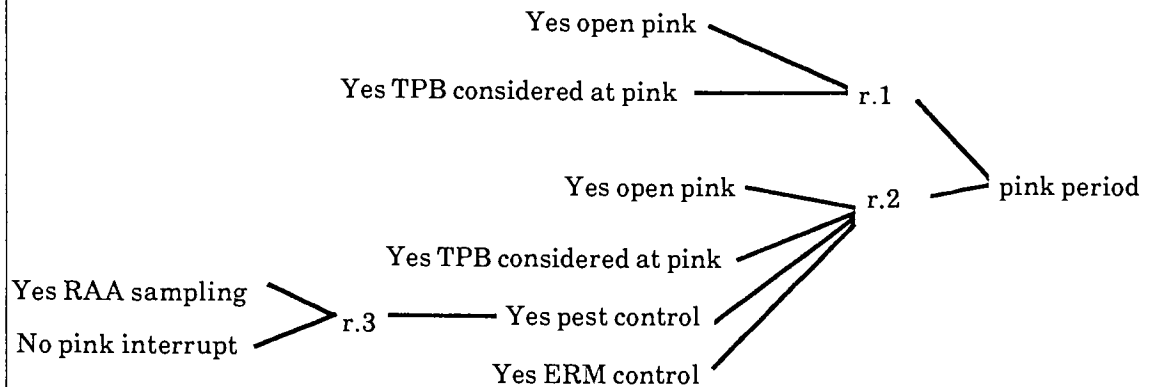 Yes open pink
Yes TPB considered at pink
r.1
Yes open pink
r.2
pink period
Yes TPB considered at pink
Yes RAA sampling
r.3
Yes pest control
No pink interrupt
Yes ERM control